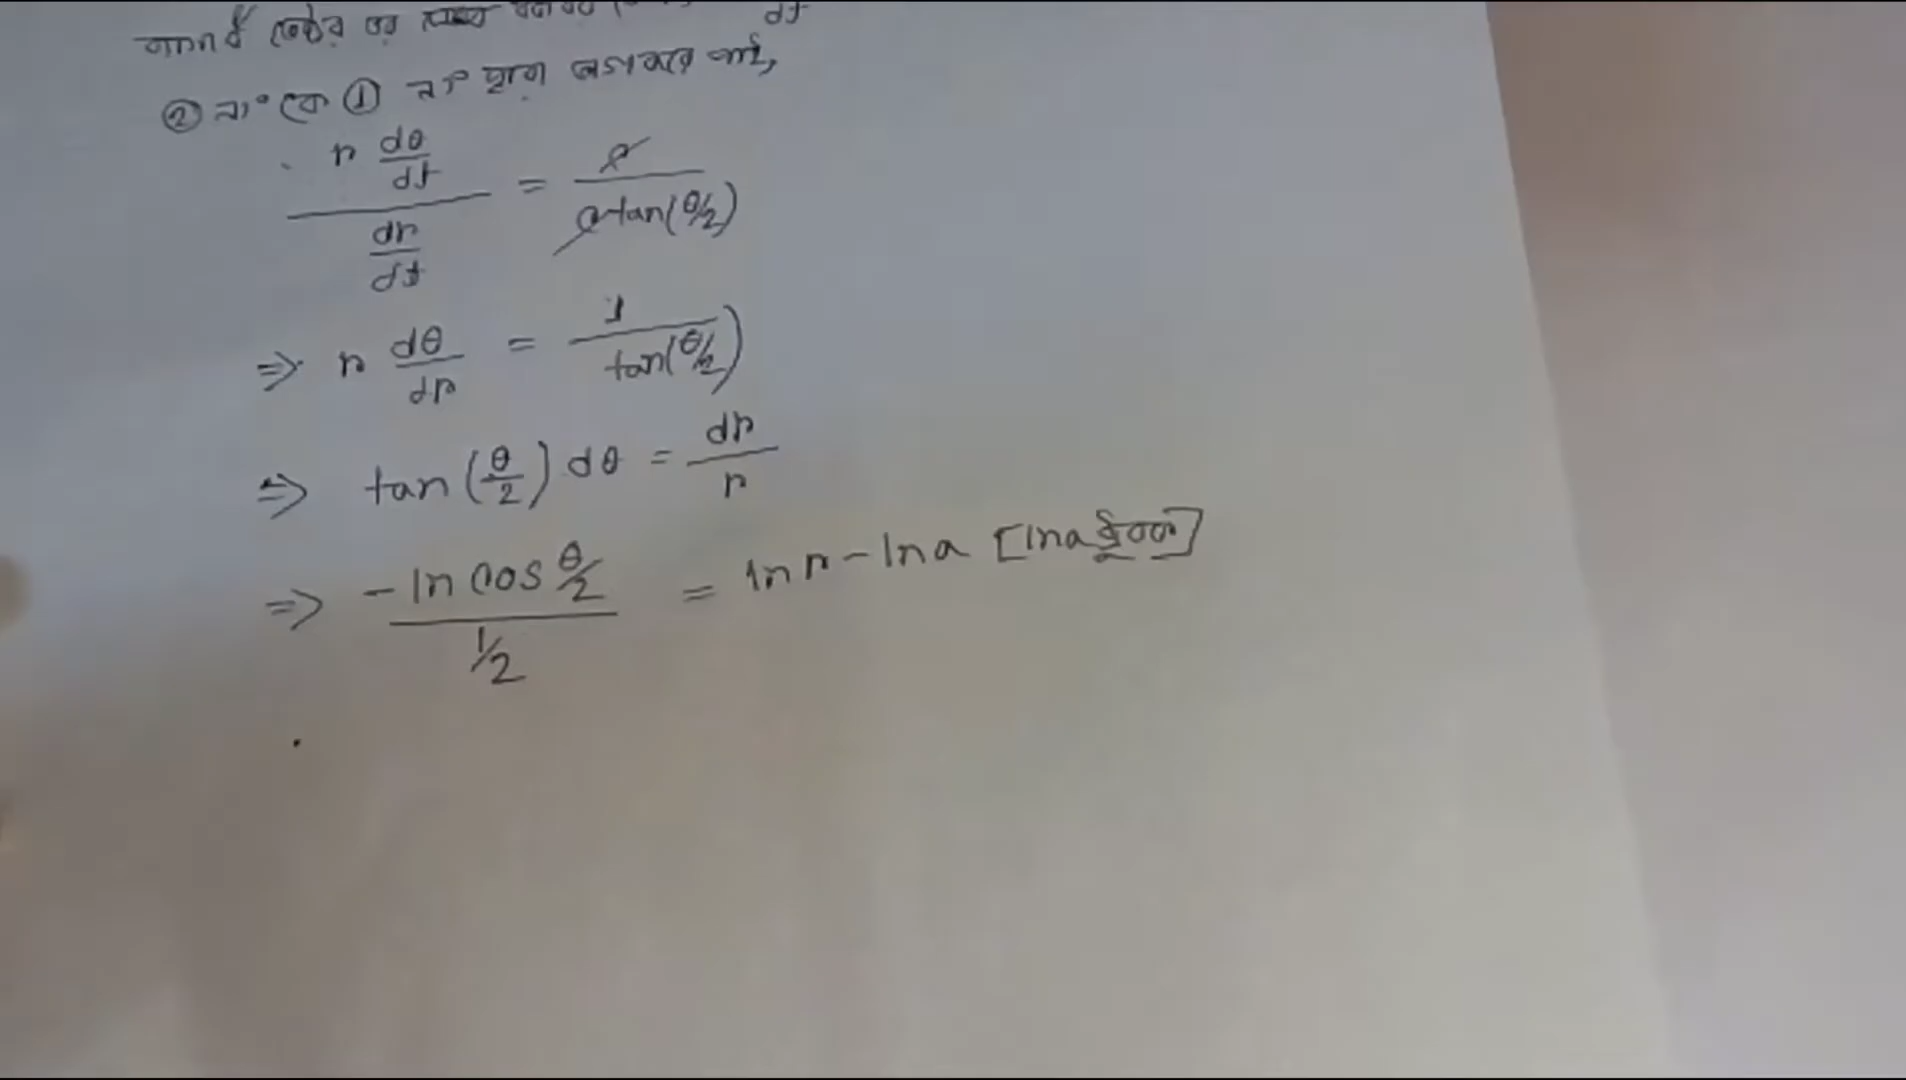 dt
② নং কে ① নং দ্বারা ভাগ করে পাই,
r dθ/dt / dr/dt = a / a tan(θ/2)
⇒ r dθ/dr = 1 / tan(θ/2)
⇒ tan(θ/2) dθ = dr/r
⇒ -ln cos θ/2 / 1/2 = ln r - ln a [ln a ধ্রুবক]